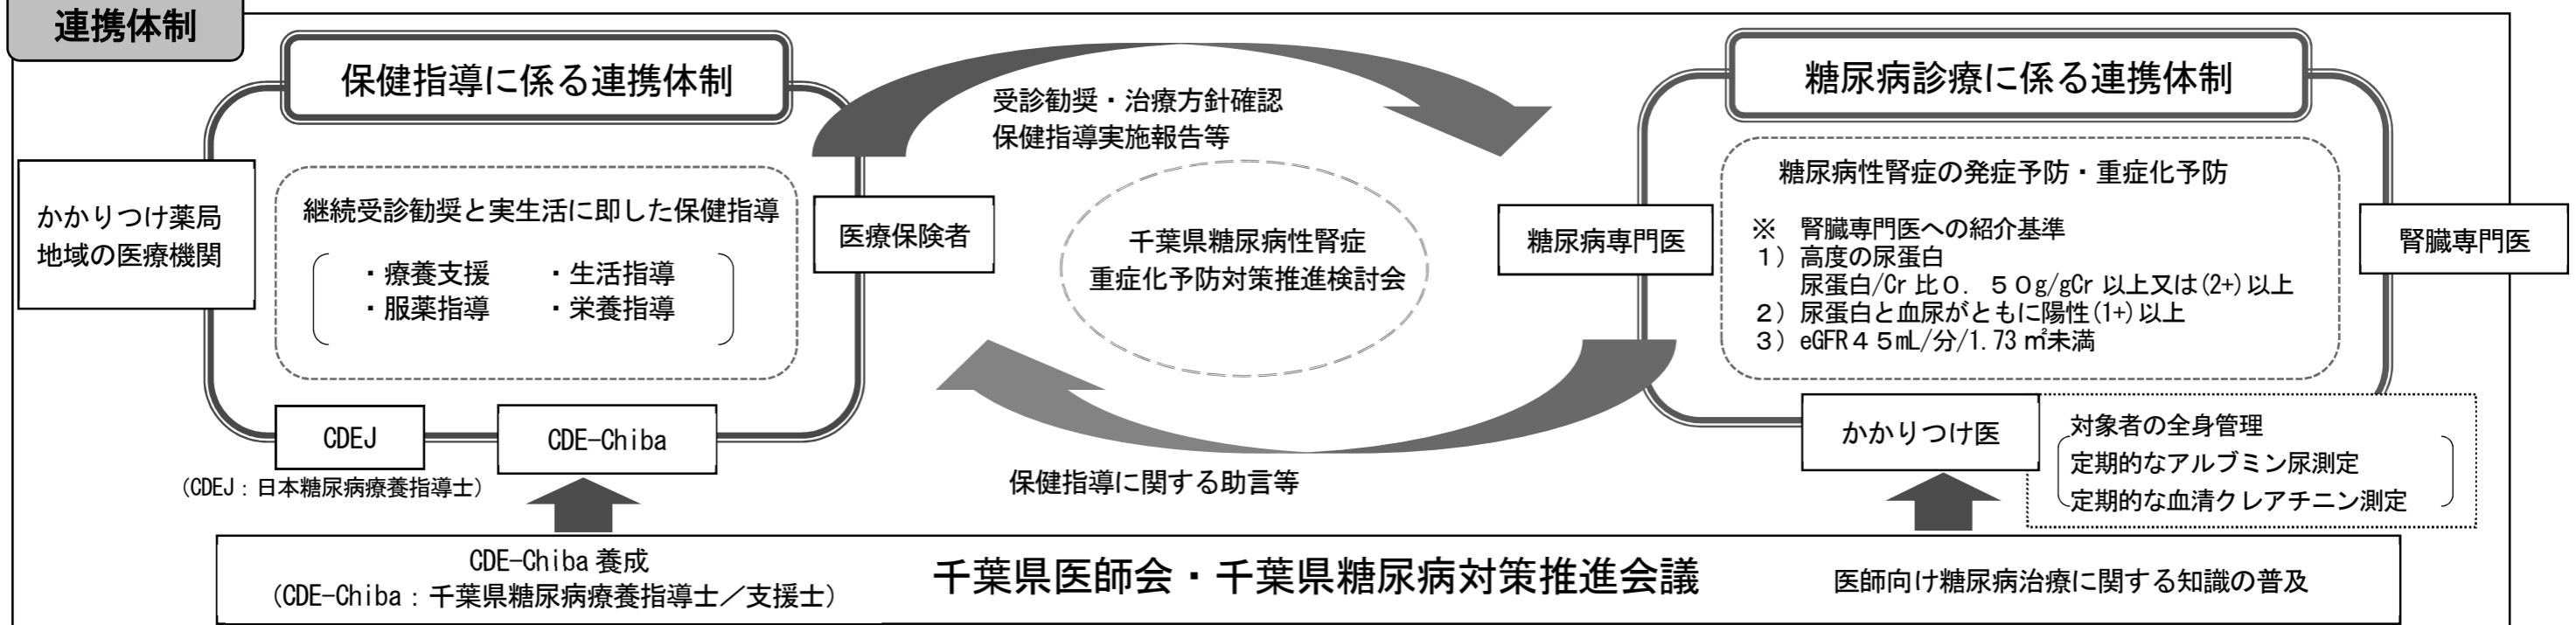 連携体制
保健指導に係る連携体制
かかりつけ薬局
地域の医療機関
継続受診勧奨と実生活に即した保健指導
・療養支援 ・生活指導
・服薬指導 ・栄養指導
医療保険者
CDEJ
CDE-Chiba
(CDEJ：日本糖尿病療養指導士)
受診勧奨・治療方針確認
保健指導実施報告等
千葉県糖尿病性腎症
重症化予防対策推進検討会
保健指導に関する助言等
糖尿病診療に係る連携体制
糖尿病専門医
糖尿病性腎症の発症予防・重症化予防
※ 腎臓専門医への紹介基準
１）高度の尿蛋白
尿蛋白/Cr 比０．５０g/gCr 以上又は(2+)以上
２）尿蛋白と血尿がともに陽性(1+)以上
３）eGFR４５mL/分/1.73 ㎡未満
腎臓専門医
かかりつけ医
対象者の全身管理
定期的なアルブミン尿測定
定期的な血清クレアチニン測定
CDE-Chiba 養成
(CDE-Chiba：千葉県糖尿病療養指導士／支援士)
千葉県医師会・千葉県糖尿病対策推進会議
医師向け糖尿病治療に関する知識の普及